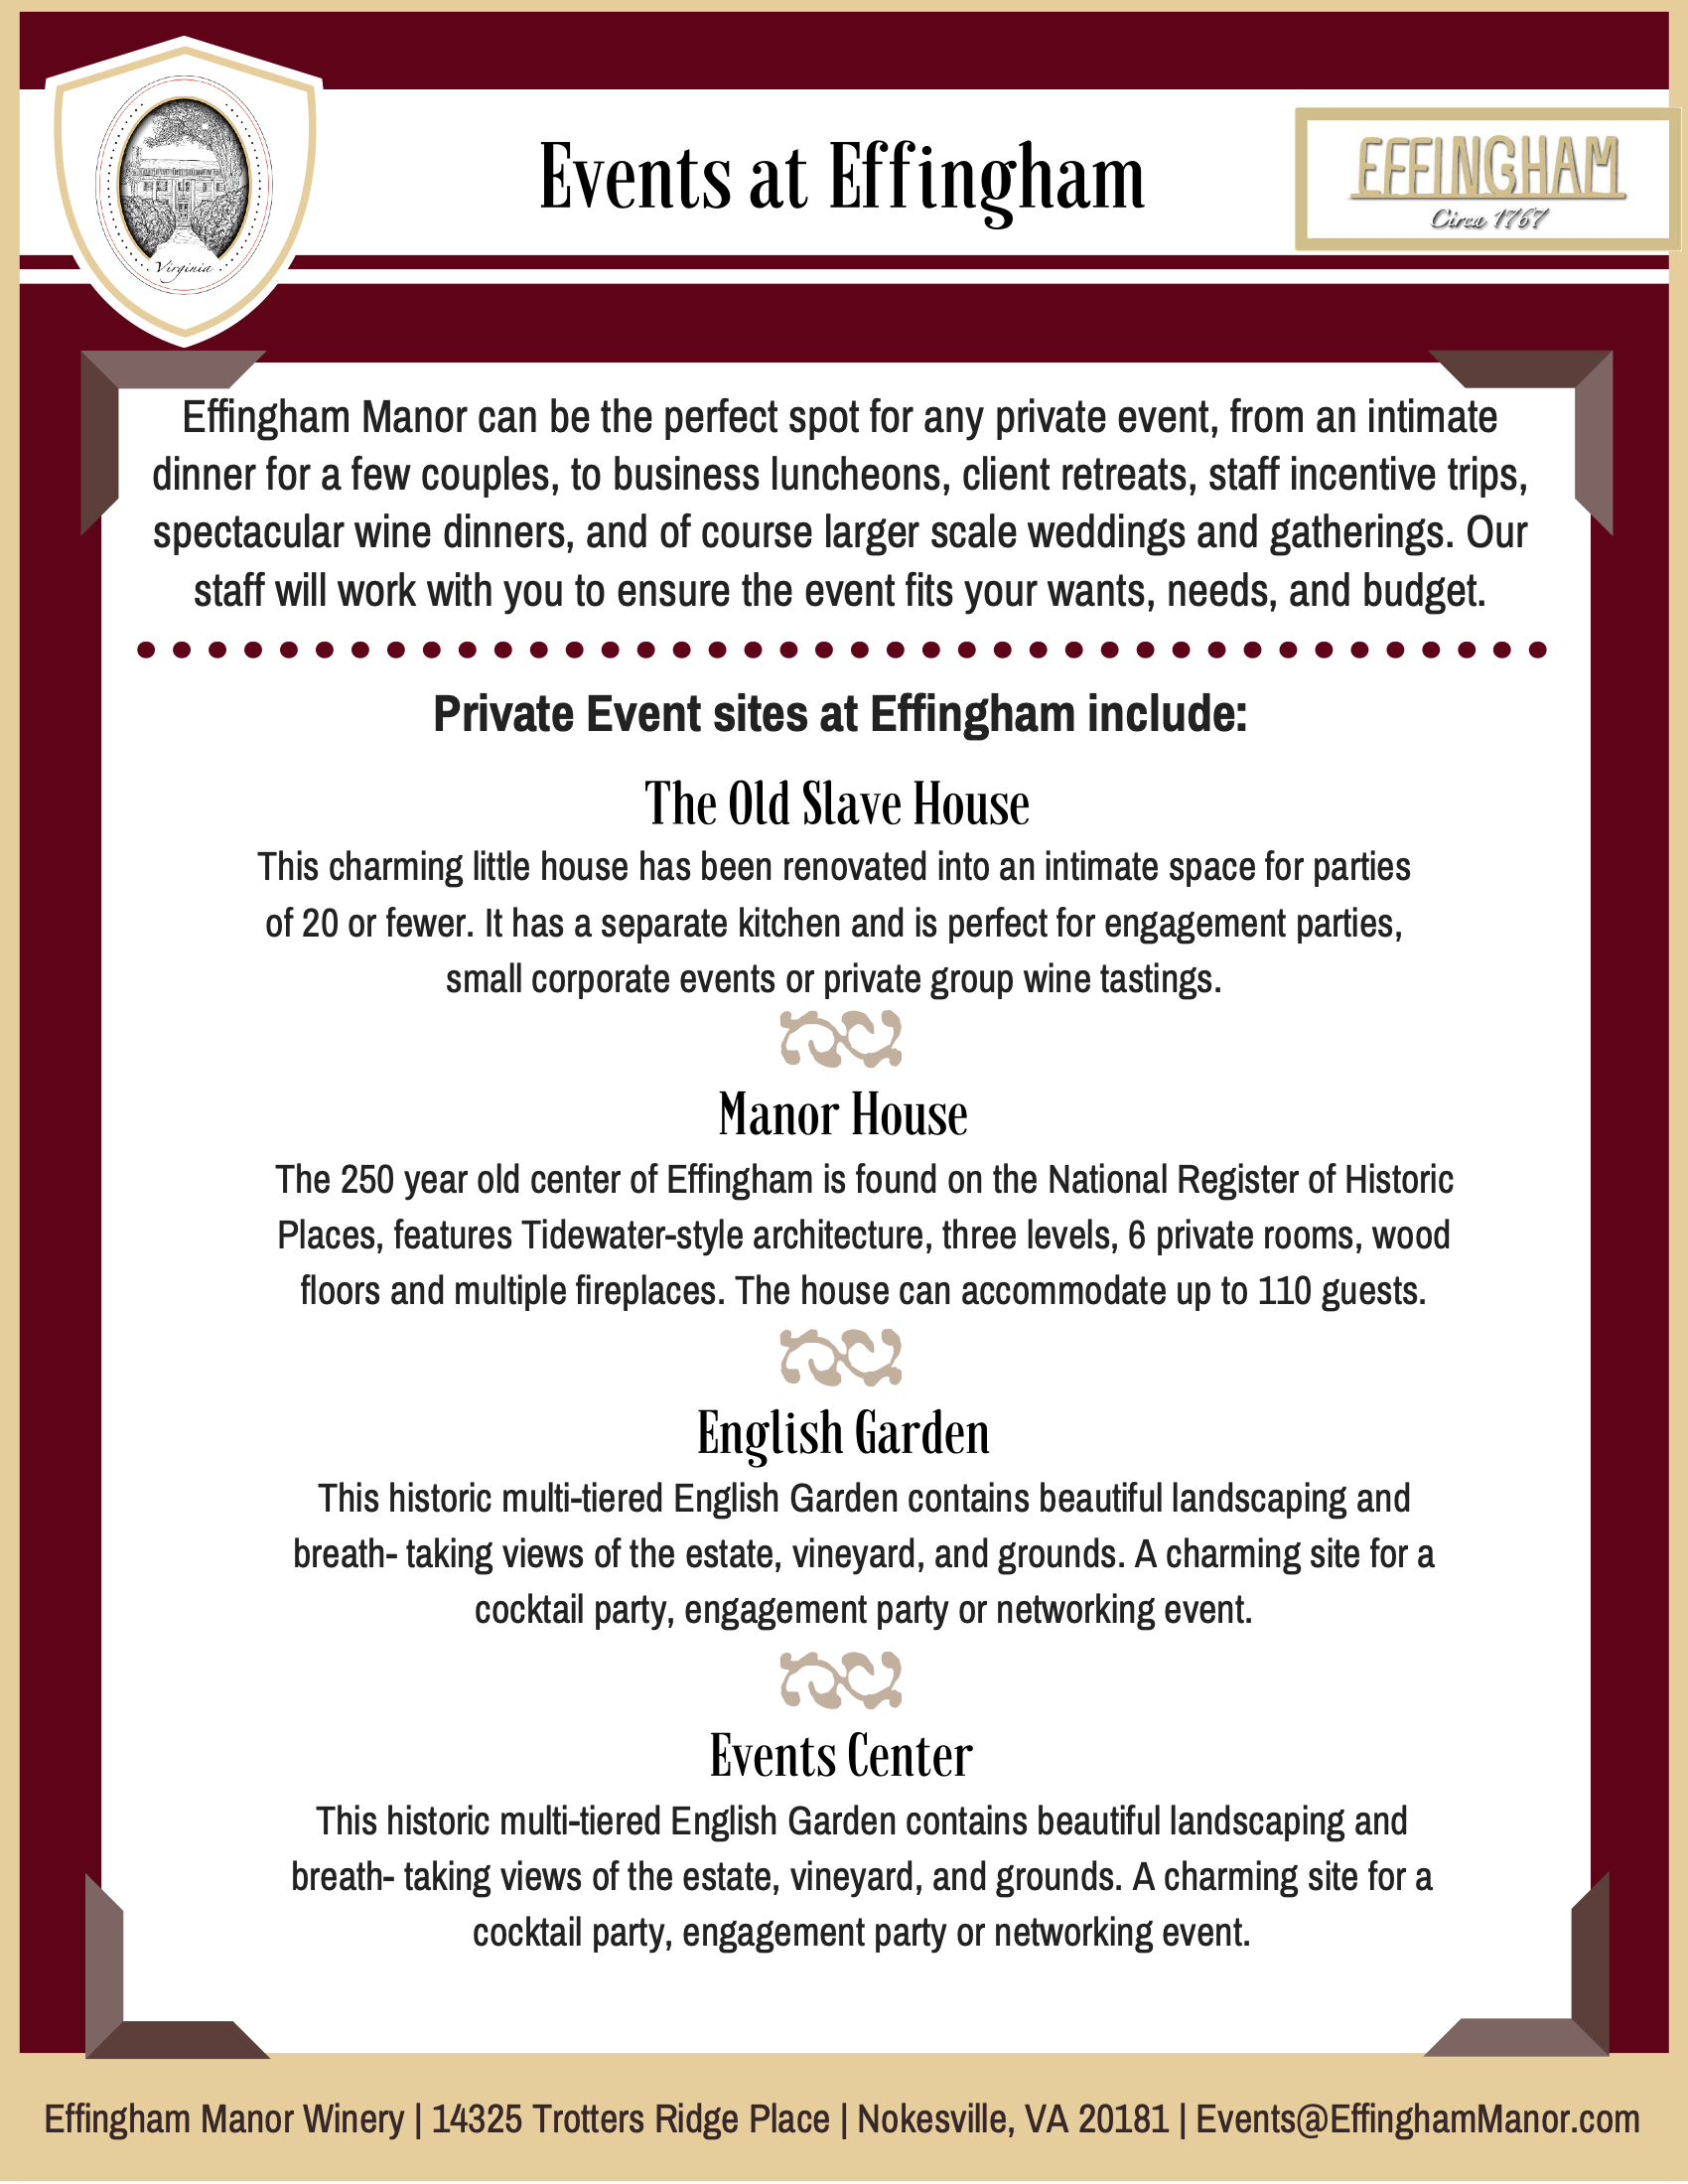 Virginia
Events at Effingham
EFFINGHAM
Circa 1767
Effingham Manor can be the perfect spot for any private event, from an intimate
dinner for a few couples, to business luncheons, client retreats, staff incentive trips,
spectacular wine dinners, and of course larger scale weddings and gatherings. Our
staff will work with you to ensure the event fits your wants, needs, and budget.
Private Event sites at Effingham include:
The Old Slave House
This charming little house has been renovated into an intimate space for parties
of 20 or fewer. It has a separate kitchen and is perfect for engagement parties,
small corporate events or private group wine tastings.
Manor House
The 250 year old center of Effingham is found on the National Register of Historic
Places, features Tidewater-style architecture, three levels, 6 private rooms, wood
floors and multiple fireplaces. The house can accommodate up to 110 guests.
English Garden
This historic multi-tiered English Garden contains beautiful landscaping and
breath- taking views of the estate, vineyard, and grounds. A charming site for a
cocktail party, engagement party or networking event.
Events Center
This historic multi-tiered English Garden contains beautiful landscaping and
breath- taking views of the estate, vineyard, and grounds. A charming site for a
cocktail party, engagement party or networking event.
Effingham Manor Winery | 14325 Trotters Ridge Place | Nokesville, VA 20181 | Events@EffinghamManor.com